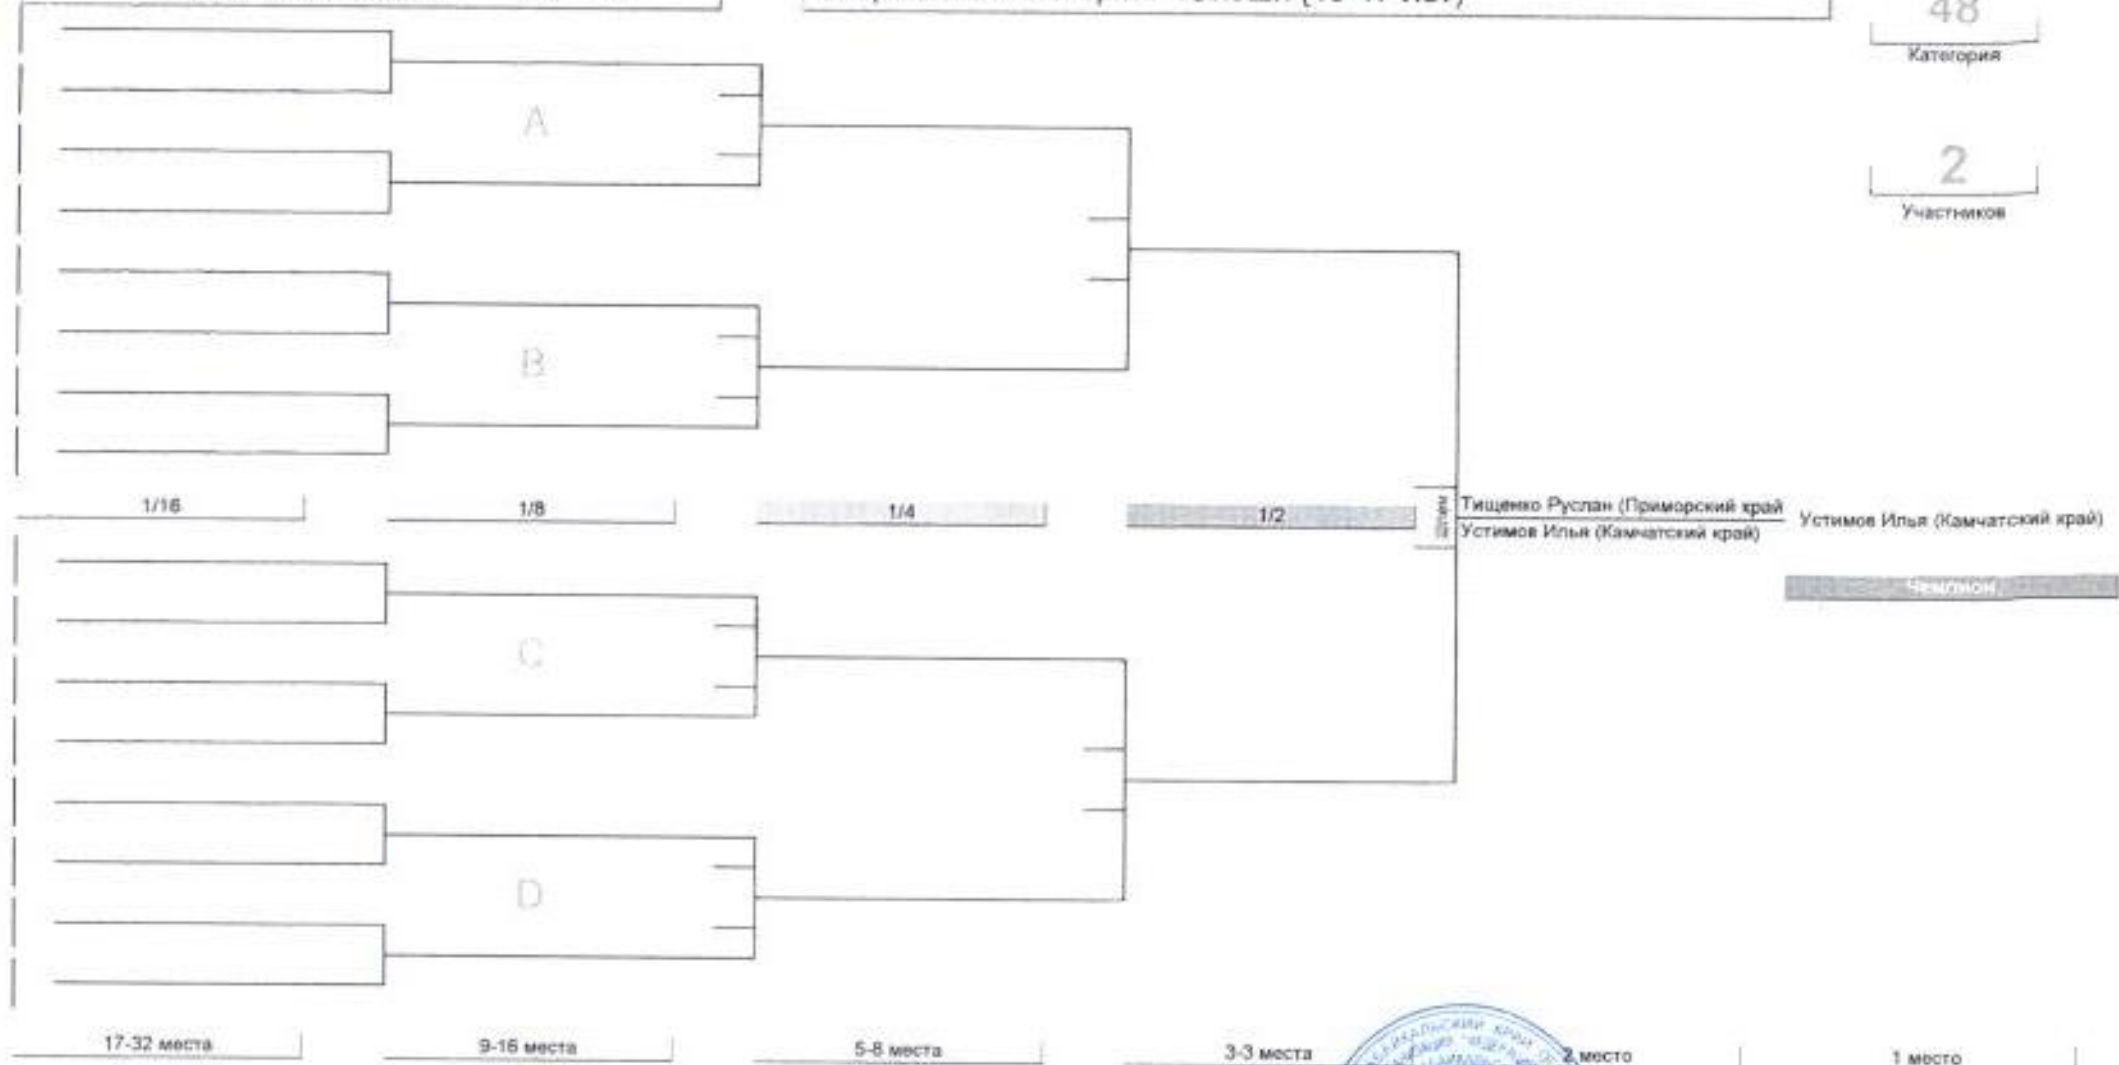 48
Категория
A
2
Участников
B
1/16
1/8
1/4
1/2
Тищенко Руслан (Приморский край
Устимов Илья (Камчатский край)
Устимов Илья (Камчатский край)
Чемпион
C
D
17-32 места
9-16 места
5-8 места
3-3 места
2 место
1 место